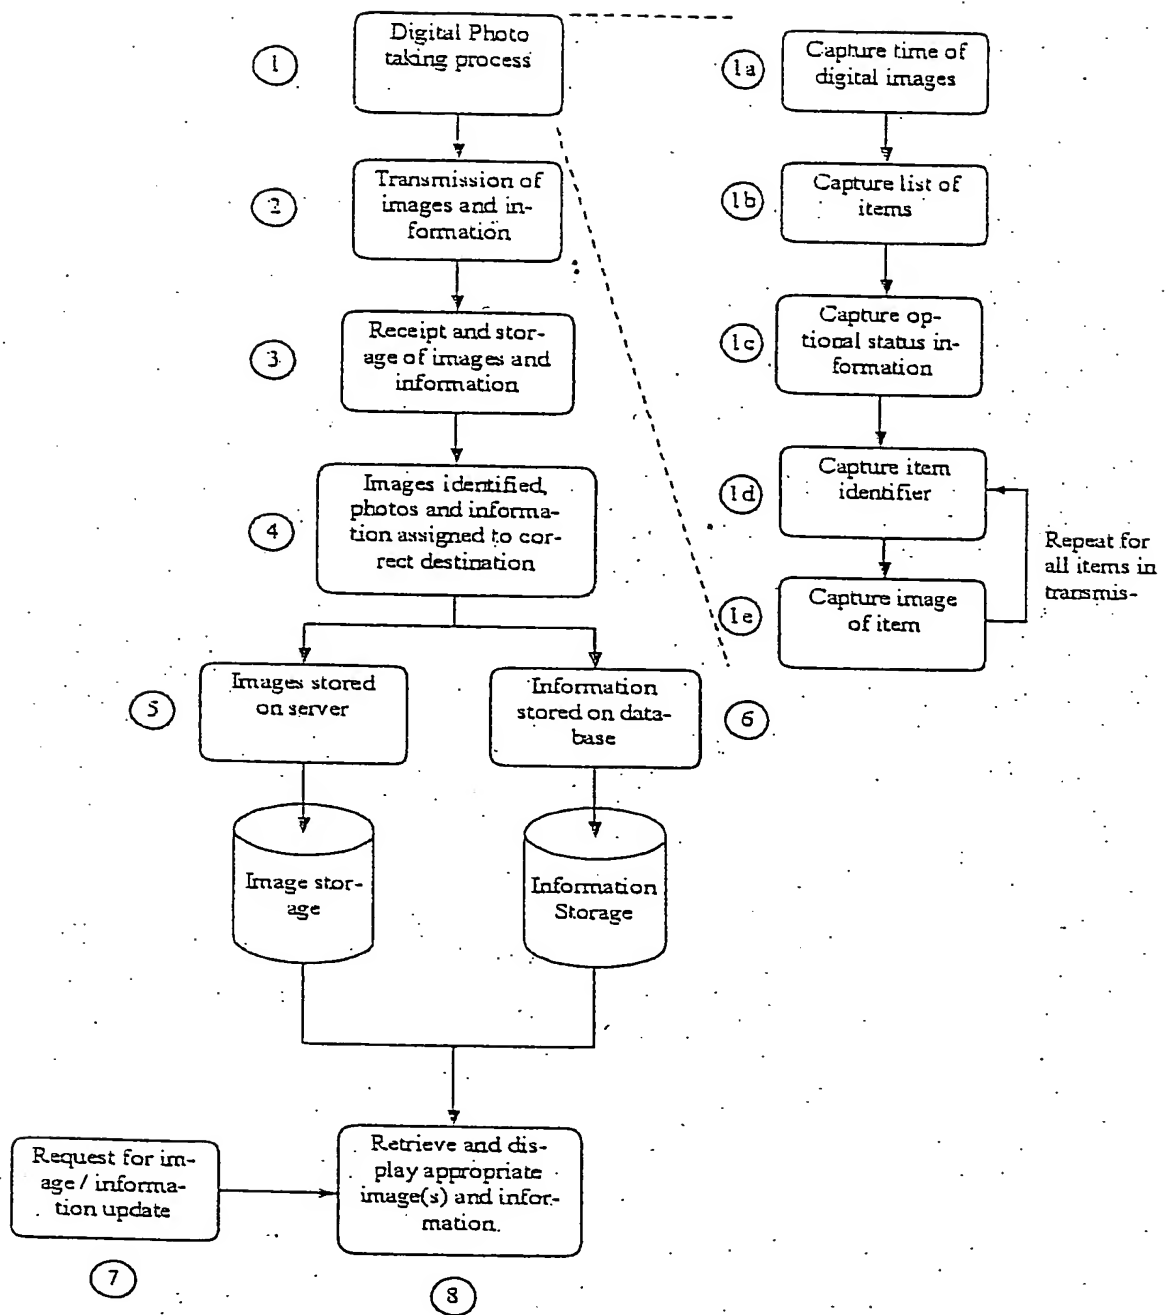 1
Digital Photo
taking process
2
Transmission of
images and in-
formation
3
Receipt and stor-
age of images and
information
4
Images identified,
photos and informa-
tion assigned to cor-
rect destination
5
Images stored
on server
Information
stored on data-
base
6
Image stor-
age
Information
Storage
Request for im-
age / informa-
tion update
7
Retrieve and dis-
play appropriate
image(s) and infor-
mation.
8
1a
Capture time of
digital images
1b
Capture list of
items
1c
Capture op-
tional status in-
formation
1d
Capture item
identifier
1e
Capture image
of item
Repeat for
all items in
transmis-